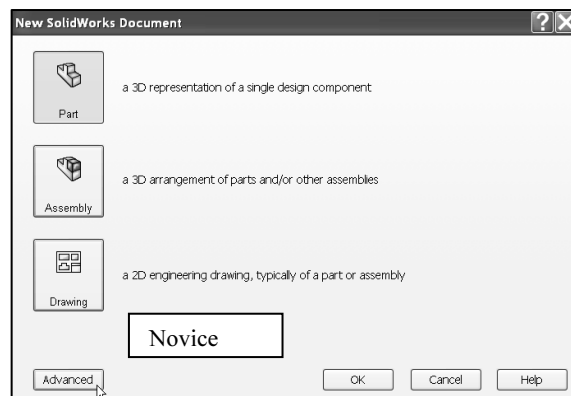 New SolidWorks Document
Part
a 3D representation of a single design component
Assembly
a 3D arrangement of parts and/or other assemblies
Drawing
a 2D engineering drawing, typically of a part or assembly
Novice
Advanced
OK
Cancel
Help